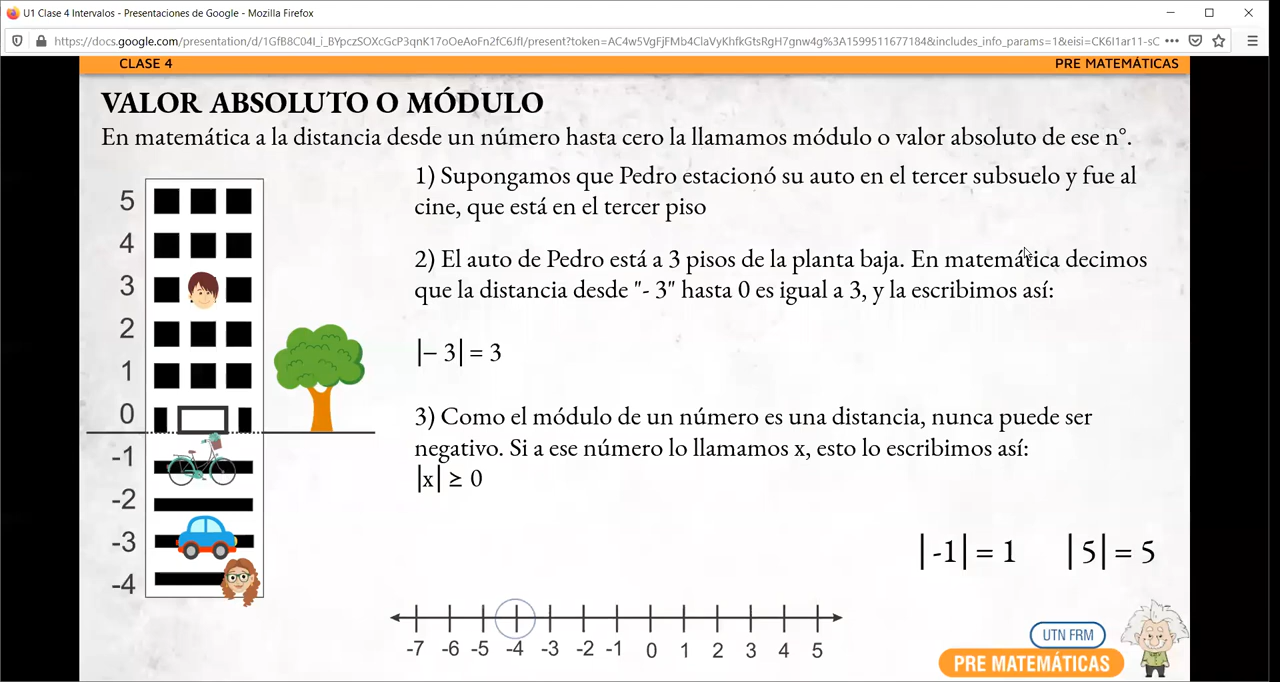 U1 Clase 4 Intervalos - Presentaciones de Google - Mozilla Firefox
https://docs.google.com/presentation/d/1GfB8C04I_i_BYpczSOXcGcP3qnK17oOeAoFn2fC6JfI/present?token=AC4w5VgFjFMb4ClaVyKhfkGtsRgH7gnw4g%3A1599511677184&includes_info_params=1&eisi=CK6I1ar11-sC
CLASE 4
PRE MATEMÁTICAS
VALOR ABSOLUTO O MÓDULO
En matemática a la distancia desde un número hasta cero la llamamos módulo o valor absoluto de ese n°.
5
4
3
2
1
0
-1
-2
-3
-4
1) Supongamos que Pedro estacionó su auto en el tercer subsuelo y fue al
cine, que está en el tercer piso
2) El auto de Pedro está a 3 pisos de la planta baja. En matemática decimos
que la distancia desde "- 3" hasta 0 es igual a 3, y la escribimos así:
|− 3| = 3
3) Como el módulo de un número es una distancia, nunca puede ser
negativo. Si a ese número lo llamamos x, esto lo escribimos así:
|x| ≥ 0
|-1| = 1 |5| = 5
-7 -6 -5 -4 -3 -2 -1 0 1 2 3 4 5
UTN FRM
PRE MATEMÁTICAS